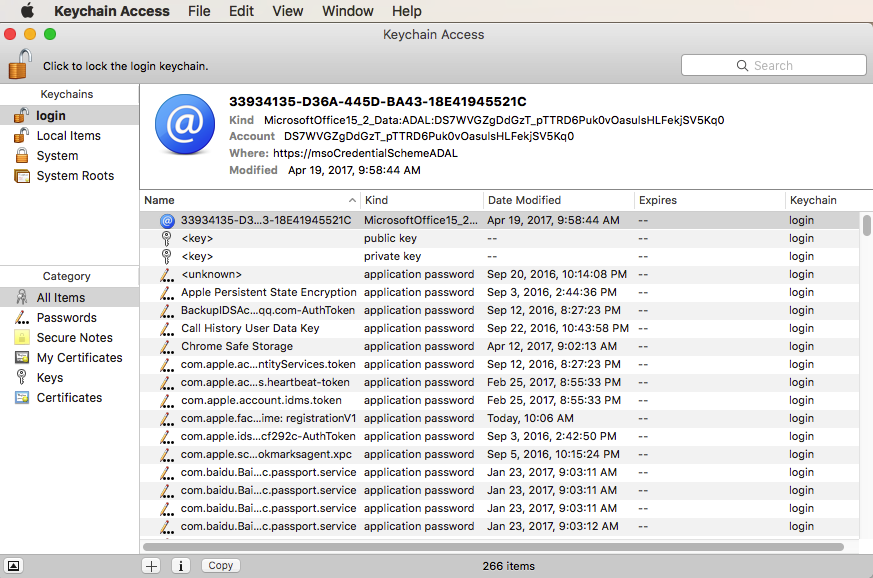 Keychain Access File Edit View Window Help
Keychain Access
Click to lock the login keychain.
Search
Keychains
login
Local Items
System
System Roots
33934135-D36A-445D-BA43-18E41945521C
Kind MicrosoftOffice15_2_Data:ADAL:DS7WVGZgDdGzT_pTTRD6Puk0vOasulsHLFekjSV5Kq0
Account DS7WVGZgDdGzT_pTTRD6Puk0vOasulsHLFekjSV5Kq0
Where: https://msoCredentialSchemeADAL
Modified Apr 19, 2017, 9:58:44 AM
Name Kind Date Modified Expires Keychain
33934135-D3...3-18E41945521C MicrosoftOffice15_2... Apr 19, 2017, 9:58:44 AM -- login
<key> public key -- -- login
<key> private key -- -- login
<unknown> application password Sep 20, 2016, 10:14:08 PM -- login
Apple Persistent State Encryption application password Sep 3, 2016, 2:44:36 PM -- login
BackupIDSAc...qq.com-AuthToken application password Sep 12, 2016, 8:27:23 PM -- login
Call History User Data Key application password Sep 22, 2016, 10:43:58 PM -- login
Chrome Safe Storage application password Apr 12, 2017, 9:02:13 AM -- login
com.apple.ac...ntityServices.token application password Sep 12, 2016, 8:27:23 PM -- login
com.apple.ac...s.heartbeat-token application password Feb 25, 2017, 8:55:33 PM -- login
com.apple.account.idms.token application password Feb 25, 2017, 8:55:33 PM -- login
com.apple.fac...ime: registrationV1 application password Today, 10:06 AM -- login
com.apple.ids...cf292c-AuthToken application password Sep 3, 2016, 2:42:50 PM -- login
com.apple.sc...okmarksagent.xpc application password Sep 5, 2016, 10:15:24 PM -- login
com.baidu.Bai...c.passport.service application password Jan 23, 2017, 9:03:11 AM -- login
com.baidu.Bai...c.passport.service application password Jan 23, 2017, 9:03:11 AM -- login
com.baidu.Bai...c.passport.service application password Jan 23, 2017, 9:03:11 AM -- login
com.baidu.Bai...c.passport.service application password Jan 23, 2017, 9:03:12 AM -- login
Category
All Items
Passwords
Secure Notes
My Certificates
Keys
Certificates
Copy
266 items